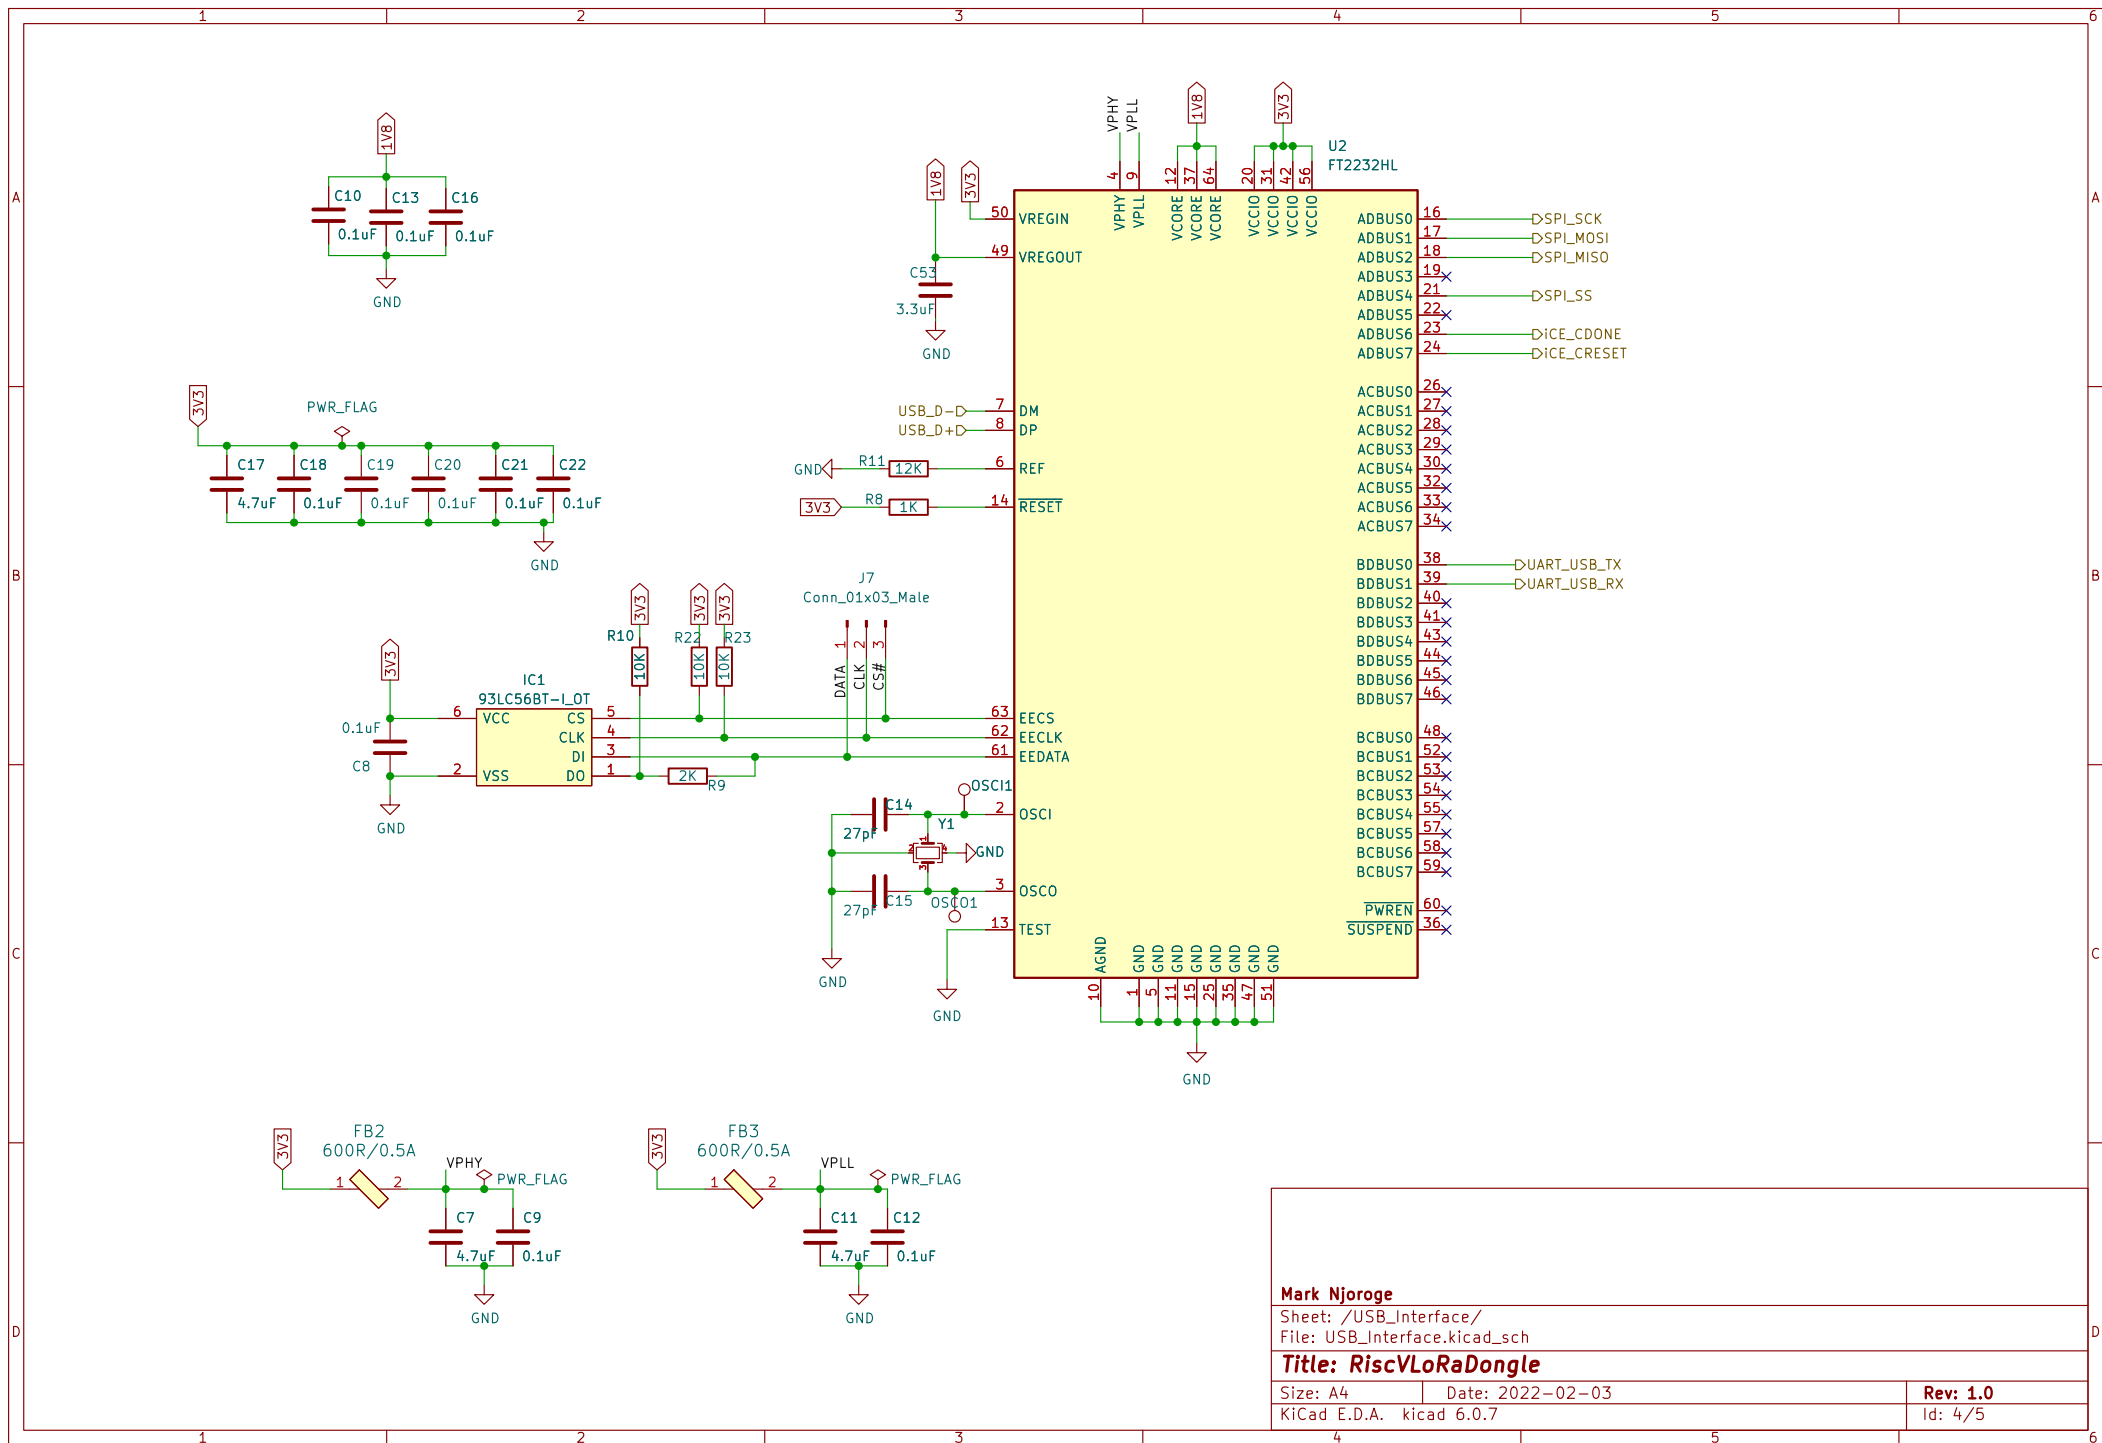 1 2 3 4 5 6
A A
B B
C C
D D
1V8
C10 0.1uF
C13 0.1uF
C16 0.1uF
GND
3V3
PWR_FLAG
C17 4.7uF
C18 0.1uF
C19 0.1uF
C20 0.1uF
C21 0.1uF
C22 0.1uF
GND
3V3
0.1uF
C8
GND
IC1
93LC56BT-I_OT
6 VCC CS 5
CLK 4
DI 3
2 VSS DO 1
3V3 3V3 3V3
R10 10K
R22 10K
R23 10K
2K R9
J7
Conn_01x03_Male
1 2 3
DATA CLK CS#
1V8 3V3
C53
3.3uF
GND
USB_D-
USB_D+
GND R11 12K
3V3 R8 1K
C14
27pF
OSCI1
Y1
1 2 3 4
GND
C15
27pF
OSCO1
GND
GND
VPHY VPLL 1V8 3V3
U2
FT2232HL
4 9 12 37 64 20 31 42 56
VPHY VPLL VCORE VCORE VCORE VCCIO VCCIO VCCIO VCCIO
50 VREGIN
49 VREGOUT
7 DM
8 DP
6 REF
14 RESET
63 EECS
62 EECLK
61 EEDATA
2 OSCI
3 OSCO
13 TEST
ADBUS0 16 SPI_SCK
ADBUS1 17 SPI_MOSI
ADBUS2 18 SPI_MISO
ADBUS3 19
ADBUS4 21 SPI_SS
ADBUS5 22
ADBUS6 23 iCE_CDONE
ADBUS7 24 iCE_CRESET
ACBUS0 26
ACBUS1 27
ACBUS2 28
ACBUS3 29
ACBUS4 30
ACBUS5 32
ACBUS6 33
ACBUS7 34
BDBUS0 38 UART_USB_TX
BDBUS1 39 UART_USB_RX
BDBUS2 40
BDBUS3 41
BDBUS4 43
BDBUS5 44
BDBUS6 45
BDBUS7 46
BCBUS0 48
BCBUS1 52
BCBUS2 53
BCBUS3 54
BCBUS4 55
BCBUS5 57
BCBUS6 58
BCBUS7 59
PWREN 60
SUSPEND 36
AGND GND GND GND GND GND GND GND GND
10 1 5 11 15 25 35 47 51
GND
3V3
FB2
600R/0.5A
1 2
VPHY
PWR_FLAG
C7 4.7uF
C9 0.1uF
GND
3V3
FB3
600R/0.5A
1 2
VPLL
PWR_FLAG
C11 4.7uF
C12 0.1uF
GND
Mark Njoroge
Sheet: /USB_Interface/
File: USB_Interface.kicad_sch
Title: RiscVLoRaDongle
Size: A4 Date: 2022-02-03 Rev: 1.0
KiCad E.D.A. kicad 6.0.7 Id: 4/5
1 2 3 4 5 6